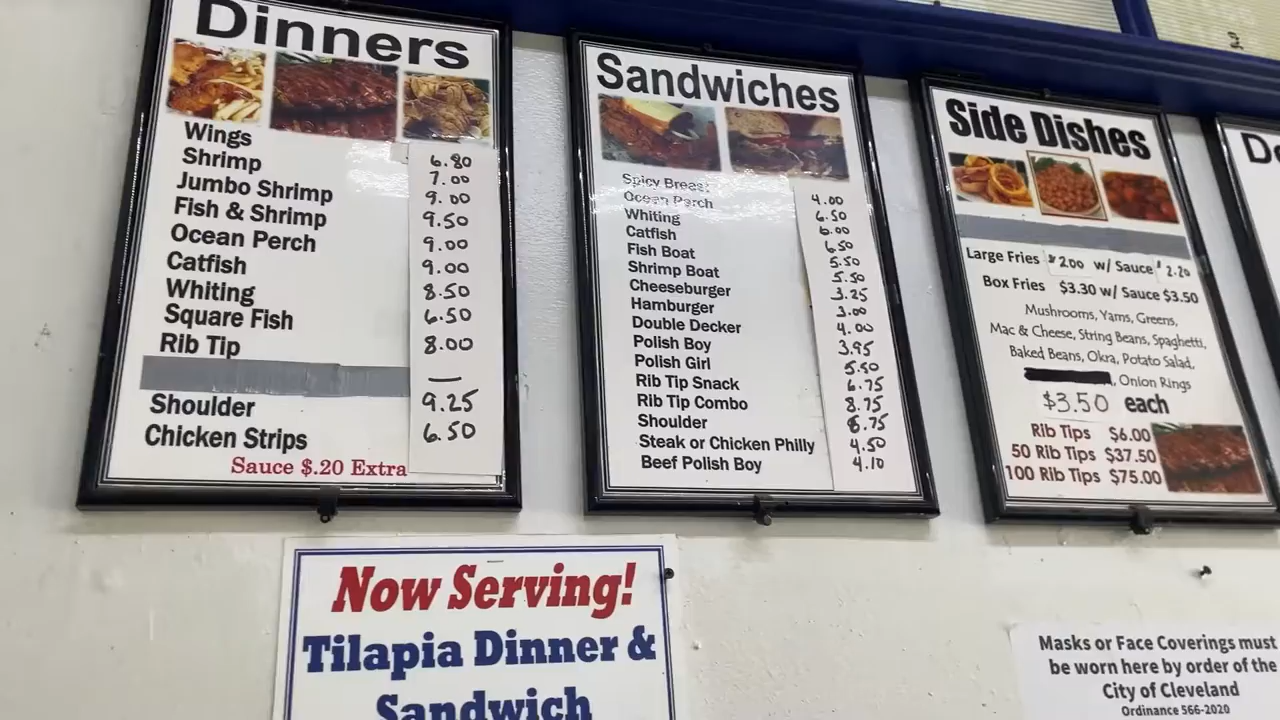 Dinners
Wings 6.80
Shrimp 7.00
Jumbo Shrimp 9.00
Fish & Shrimp 9.50
Ocean Perch 9.00
Catfish 9.00
Whiting 8.50
Square Fish 6.50
Rib Tip 8.00
—
Shoulder 9.25
Chicken Strips 6.50
Sauce $.20 Extra
Sandwiches
Spicy Breast 4.00
Ocean Perch 6.50
Whiting 6.00
Catfish 6.50
Fish Boat 5.50
Shrimp Boat 5.50
Cheeseburger 3.25
Hamburger 3.00
Double Decker 4.00
Polish Boy 3.95
Polish Girl 5.50
Rib Tip Snack 6.75
Rib Tip Combo 8.75
Shoulder 6.75
Steak or Chicken Philly 4.50
Beef Polish Boy 4.10
Side Dishes
Large Fries $2.00 w/ Sauce $2.20
Box Fries $3.30 w/ Sauce $3.50
Mushrooms, Yams, Greens,
Mac & Cheese, String Beans, Spaghetti,
Baked Beans, Okra, Potato Salad,
, Onion Rings
$3.50 each
Rib Tips $6.00
50 Rib Tips $37.50
100 Rib Tips $75.00
Now Serving!
Tilapia Dinner &
Sandwich
Masks or Face Coverings must
be worn here by order of the
City of Cleveland
Ordinance 566-2020